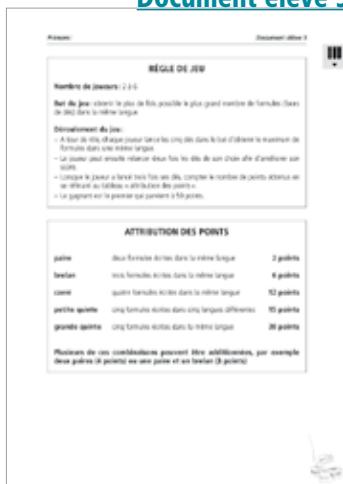 Document élève 3
Prénom:
Document élève 3
RÈGLE DE JEU
Nombre de joueurs : 2 à 6
But du jeu : obtenir le plus de fois possible le plus grand nombre de formules (faces
de dés) dans la même langue.
Déroulement du jeu :
– A tour de rôle, chaque joueur lance les cinq dés dans le but d'obtenir le maximum de
formules dans une même langue.
– Le joueur peut ensuite relancer deux fois les dés de son choix afin d'améliorer son
score.
– Lorsque le joueur a lancé trois fois ses dés, compter le nombre de points obtenus en
se référant au tableau « attribution des points ».
– Le gagnant est le premier qui parvient à points.
ATTRIBUTION DES POINTS
paire deux formules écrites dans la même langue 2 points
brelan trois formules écrites dans la même langue 6 points
carré quatre formules écrites dans la même langue 12 points
petite quinte cinq formules écrites dans cinq langues différentes 15 points
grande quinte cinq formules écrites dans la même langue points
Plusieurs de ces combinaisons peuvent être additionnées, par exemple
deux paires (4 points) ou une paire et un brelan (8 points)